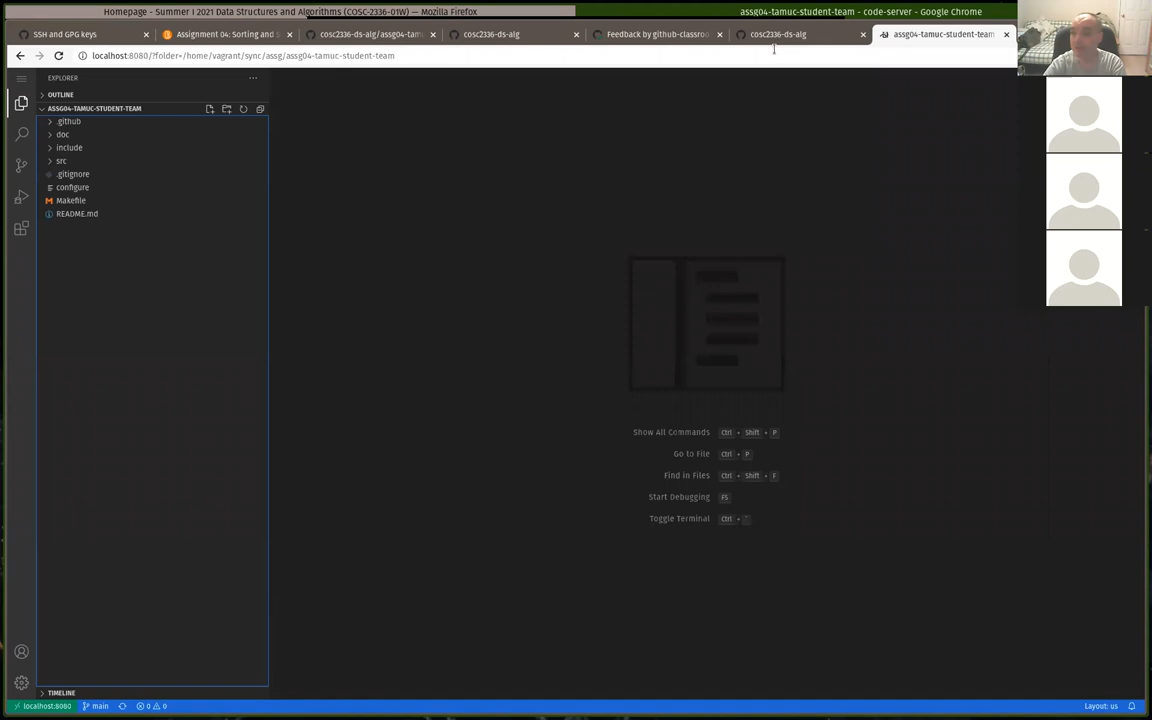 Homepage - Summer I 2021 Data Structures and Algorithms (COSC-2336-01W) — Mozilla Firefox
assg04-tamuc-student-team - code-server - Google Chrome
SSH and GPG keys
Assignment 04: Sorting and S
cosc2336-ds-alg/assg04-tamu
cosc2336-ds-alg
Feedback by github-classroo
cosc2336-ds-alg
assg04-tamuc-student-team
localhost:8080/?folder=/home/vagrant/sync/assg/assg04-tamuc-student-team
EXPLORER
OUTLINE
ASSG04-TAMUC-STUDENT-TEAM
.github
doc
include
src
.gitignore
configure
Makefile
README.md
Show All Commands Ctrl + Shift + P
Go to File Ctrl + P
Find in Files Ctrl + Shift + F
Start Debugging F5
Toggle Terminal Ctrl + `
TIMELINE
localhost:8080
main
0
0
Layout: us